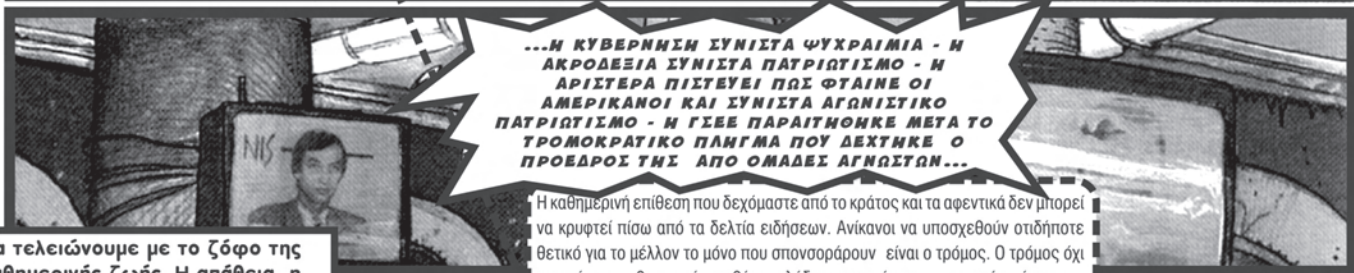 ...Η ΚΥΒΕΡΝΗΣΗ ΣΥΝΙΣΤΑ ΨΥΧΡΑΙΜΙΑ - Η
ΑΚΡΟΔΕΞΙΑ ΣΥΝΙΣΤΑ ΠΑΤΡΙΩΤΙΣΜΟ - Η
ΑΡΙΣΤΕΡΑ ΠΙΣΤΕΥΕΙ ΠΩΣ ΦΤΑΙΝΕ ΟΙ
ΑΜΕΡΙΚΑΝΟΙ ΚΑΙ ΣΥΝΙΣΤΑ ΑΓΩΝΙΣΤΙΚΟ
ΠΑΤΡΙΩΤΙΣΜΟ - Η ΓΣΕΕ ΠΑΡΑΙΤΗΘΗΚΕ ΜΕΤΑ ΤΟ
ΤΡΟΜΟΚΡΑΤΙΚΟ ΠΛΗΓΜΑ ΠΟΥ ΔΕΧΤΗΚΕ Ο
ΠΡΟΕΔΡΟΣ ΤΗΣ ΑΠΟ ΟΜΑΔΕΣ ΑΓΝΩΣΤΩΝ...
NIS
Η καθημερινή επίθεση που δεχόμαστε από το κράτος και τα αφεντικά δεν μπορεί
να κρυφτεί πίσω από τα δελτία ειδήσεων. Ανίκανοι να υποσχεθούν οτιδήποτε
θετικό για το μέλλον το μόνο που σπονσοράρουν είναι ο τρόμος. Ο τρόμος όχι
τελειώνουμε με το ζόφο της